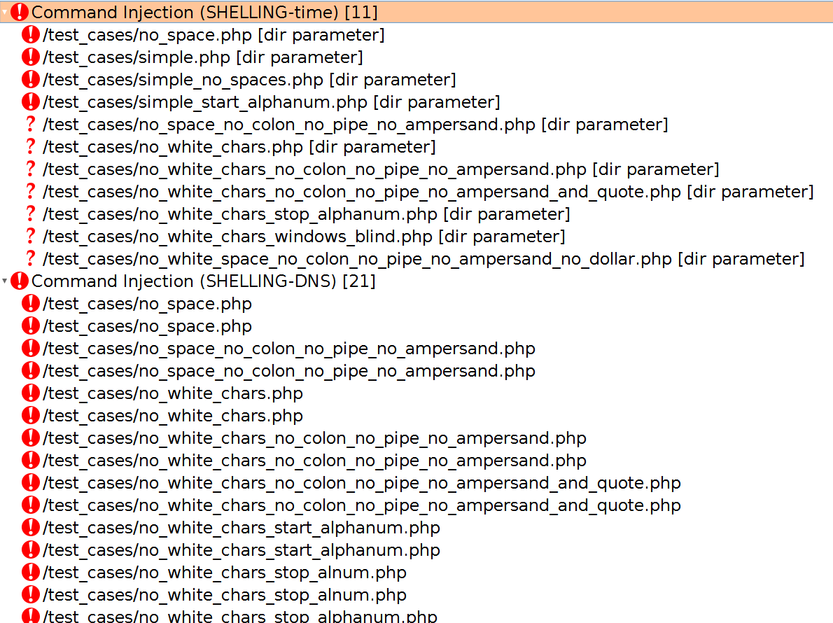 Command Injection (SHELLING-time) [11]
/test_cases/no_space.php [dir parameter]
/test_cases/simple.php [dir parameter]
/test_cases/simple_no_spaces.php [dir parameter]
/test_cases/simple_start_alphanum.php [dir parameter]
? /test_cases/no_space_no_colon_no_pipe_no_ampersand.php [dir parameter]
? /test_cases/no_white_chars.php [dir parameter]
? /test_cases/no_white_chars_no_colon_no_pipe_no_ampersand.php [dir parameter]
? /test_cases/no_white_chars_no_colon_no_pipe_no_ampersand_and_quote.php [dir parameter]
? /test_cases/no_white_chars_stop_alphanum.php [dir parameter]
? /test_cases/no_white_chars_windows_blind.php [dir parameter]
? /test_cases/no_white_space_no_colon_no_pipe_no_ampersand_no_dollar.php [dir parameter]
Command Injection (SHELLING-DNS) [21]
/test_cases/no_space.php
/test_cases/no_space.php
/test_cases/no_space_no_colon_no_pipe_no_ampersand.php
/test_cases/no_space_no_colon_no_pipe_no_ampersand.php
/test_cases/no_white_chars.php
/test_cases/no_white_chars.php
/test_cases/no_white_chars_no_colon_no_pipe_no_ampersand.php
/test_cases/no_white_chars_no_colon_no_pipe_no_ampersand.php
/test_cases/no_white_chars_no_colon_no_pipe_no_ampersand_and_quote.php
/test_cases/no_white_chars_no_colon_no_pipe_no_ampersand_and_quote.php
/test_cases/no_white_chars_start_alphanum.php
/test_cases/no_white_chars_start_alphanum.php
/test_cases/no_white_chars_stop_alnum.php
/test_cases/no_white_chars_stop_alnum.php
/test_cases/no_white_chars_stop_alphanum.php